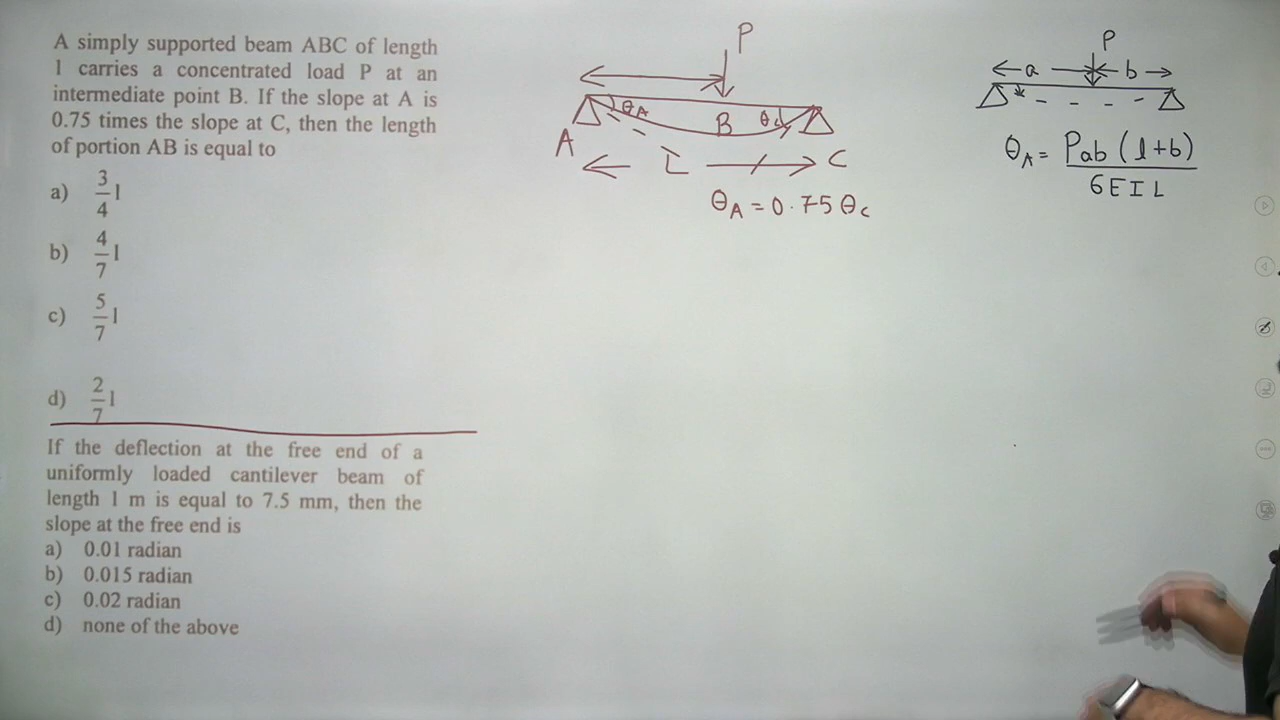 A simply supported beam ABC of length
l carries a concentrated load P at an
intermediate point B. If the slope at A is
0.75 times the slope at C, then the length
of portion AB is equal to
a) 3/4 l
b) 4/7 l
c) 5/7 l
d) 2/7 l
If the deflection at the free end of a
uniformly loaded cantilever beam of
length 1 m is equal to 7.5 mm, then the
slope at the free end is
a) 0.01 radian
b) 0.015 radian
c) 0.02 radian
d) none of the above
P
θA
B
θc
A
L
C
θA = 0.75 θc
P
a
b
θA = Pab (l+b)
6EIL